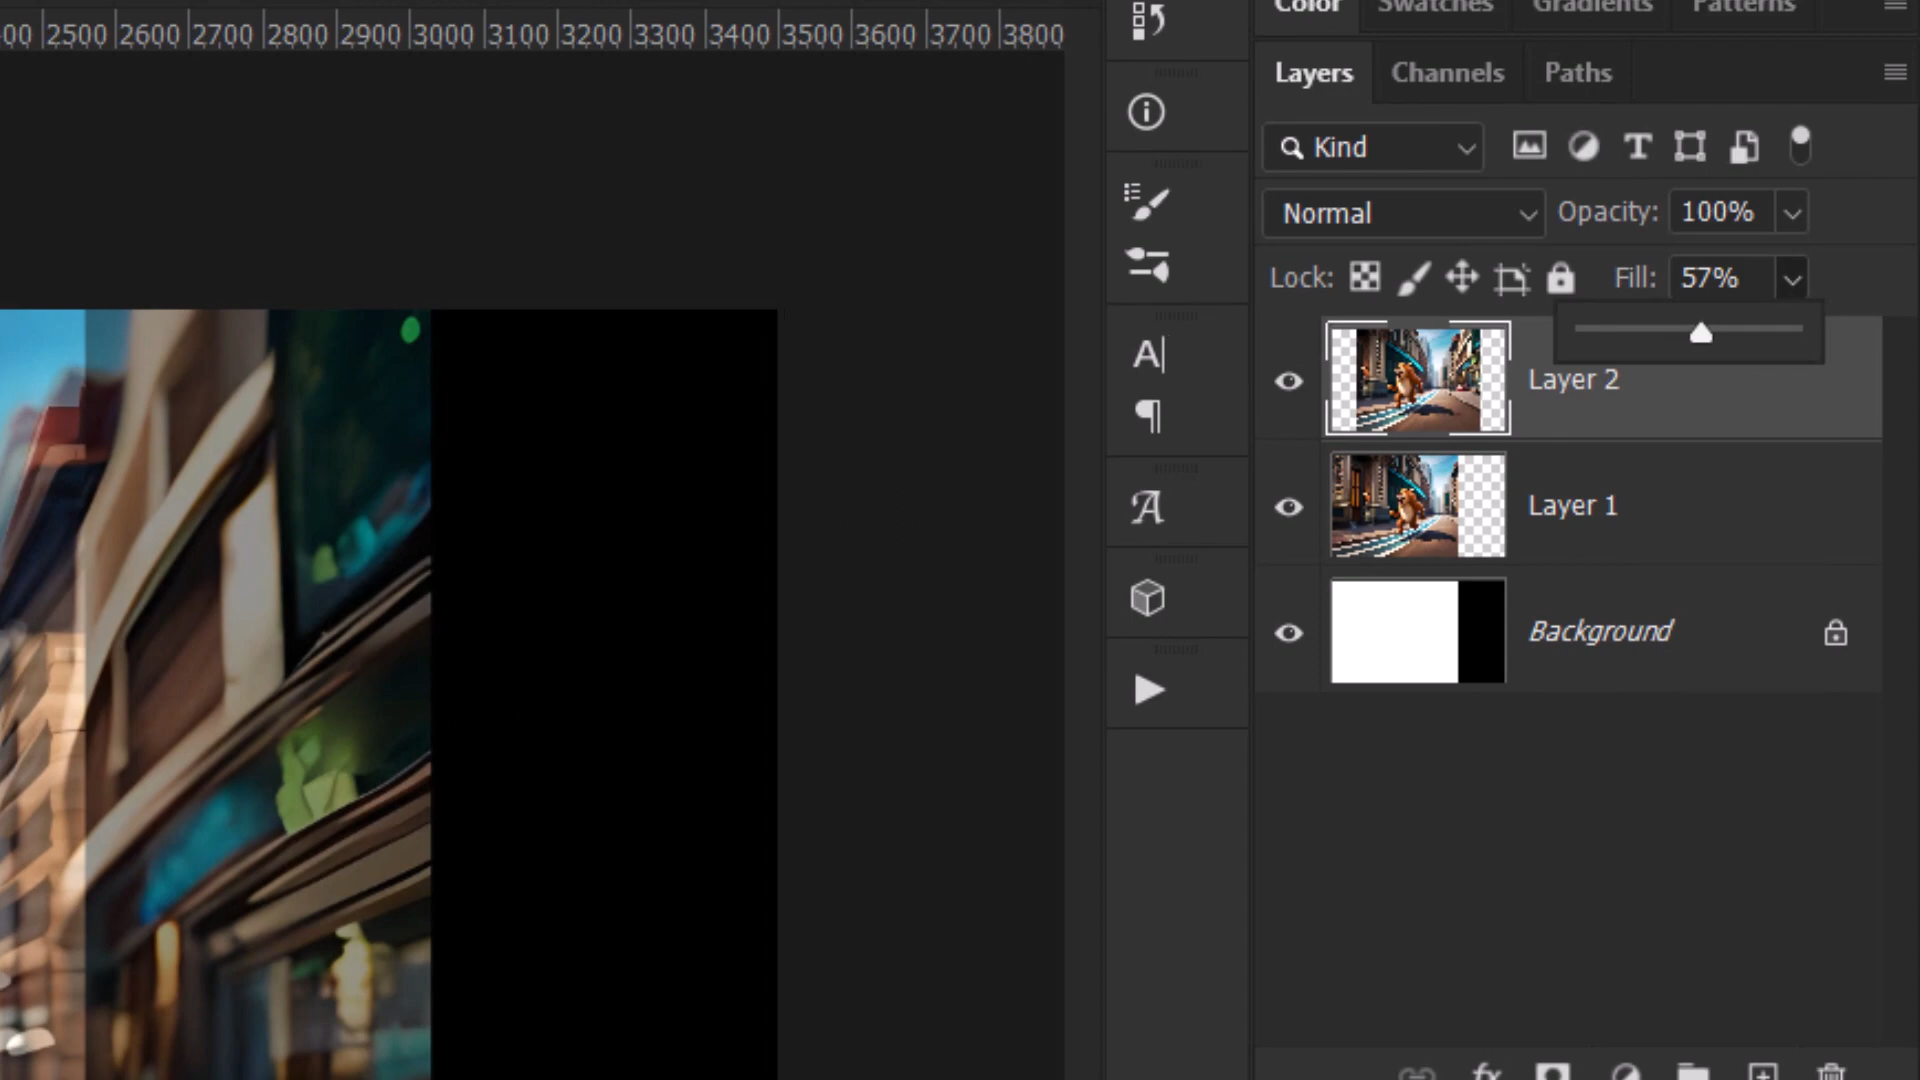 Color Swatches Gradients Patterns
00 2500 2600 2700 2800 2900 3000 3100 3200 3300 3400 3500 3600 3700 3800
Layers Channels Paths
Kind
Normal Opacity: 100%
Lock: Fill: 57%
Layer 2
Layer 1
Background